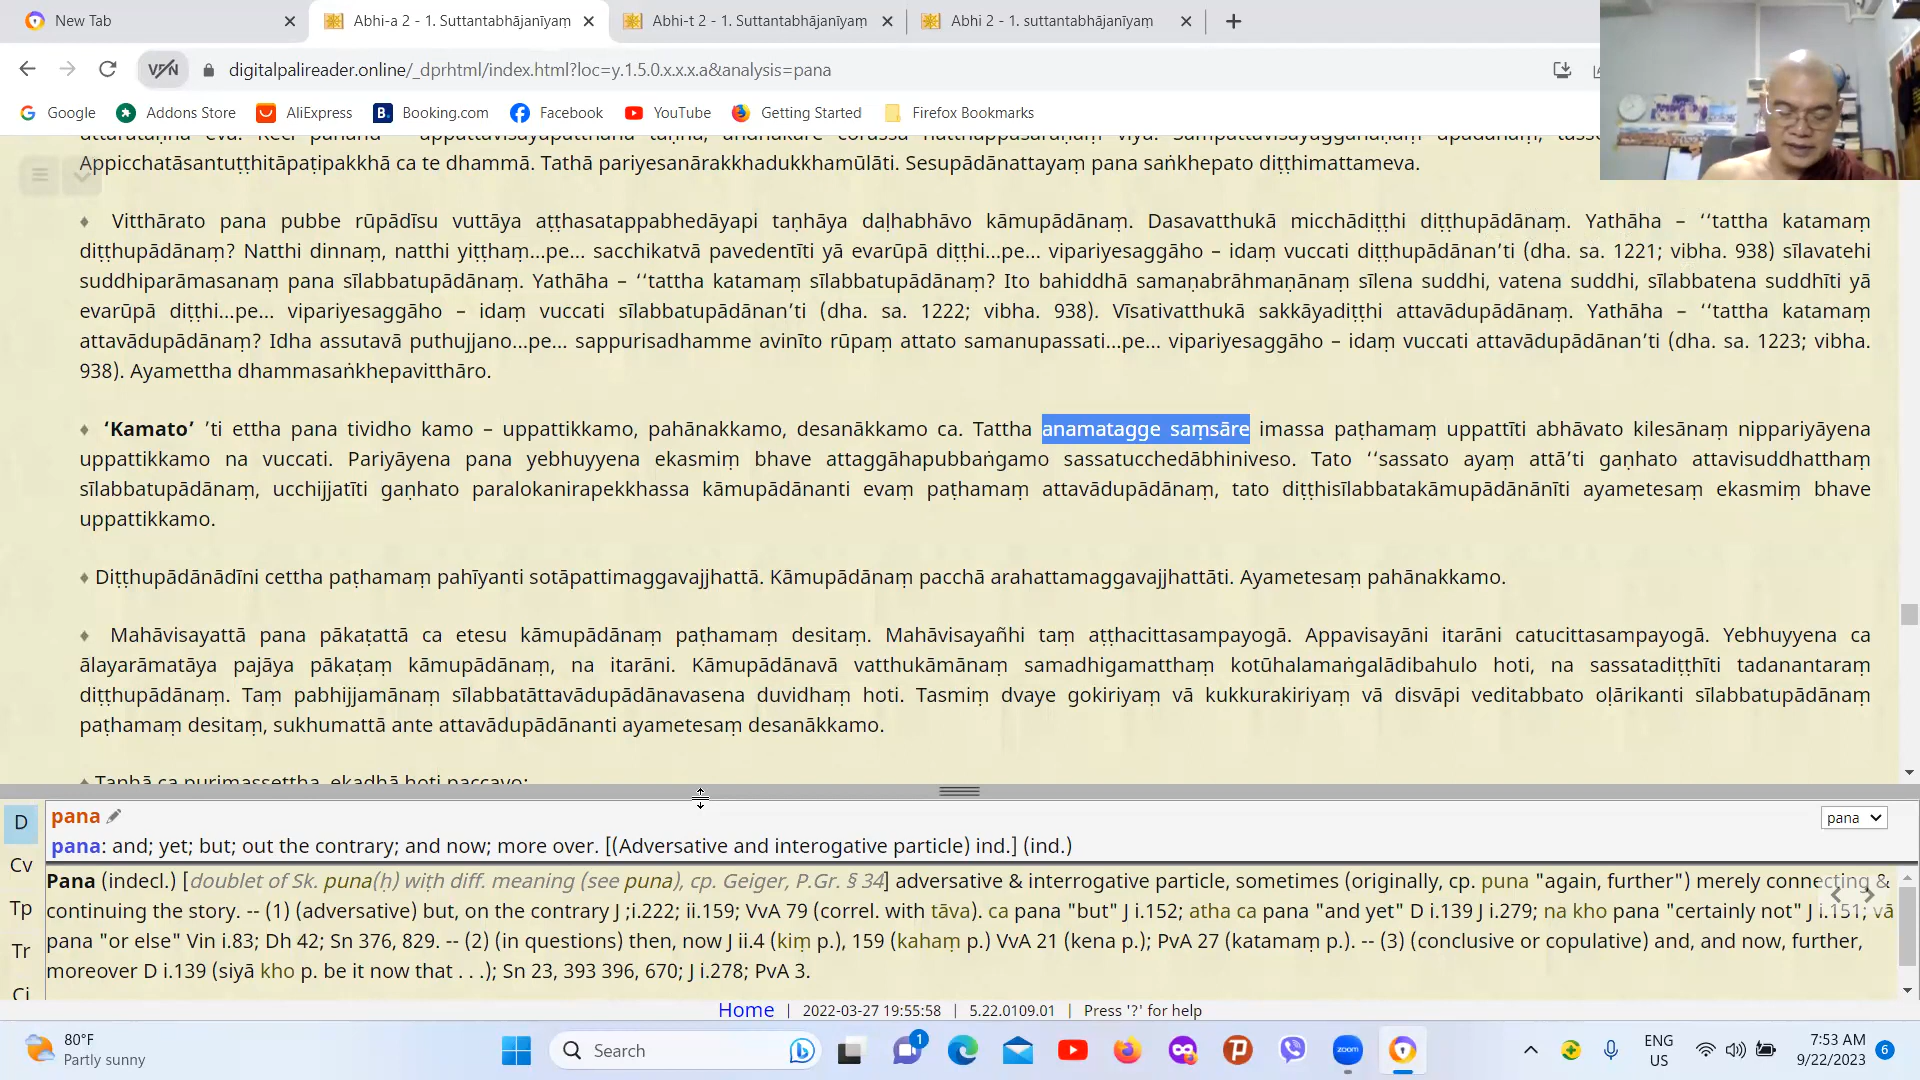 New Tab
Abhi-a 2 - 1. Suttantabhājanīyaṃ
Abhi-t 2 - 1. Suttantabhājanīyaṃ
Abhi 2 - 1. suttantabhājanīyaṃ
VPN
digitalpalireader.online/_dprhtml/index.html?loc=y.1.5.0.x.x.x.a&analysis=pana
Google Addons Store AliExpress Booking.com Facebook YouTube Getting Started Firefox Bookmarks
Appicchatāsantuṭṭhitāpaṭipakkhā ca te dhammā. Tathā pariyesanārakkhadukkhamūlāti. Sesupādānattayaṃ pana saṅkhepato diṭṭhimattameva.
♦ Vitthārato pana pubbe rūpādīsu vuttāya aṭṭhasatappabhedāyapi taṇhāya daḷhabhāvo kāmupādānaṃ. Dasavatthukā micchādiṭṭhi diṭṭhupādānaṃ. Yathāha – ‘‘tattha katamaṃ
diṭṭhupādānaṃ? Natthi dinnaṃ, natthi yiṭṭhaṃ...pe... sacchikatvā pavedentīti yā evarūpā diṭṭhi...pe... vipariyesaggāho – idaṃ vuccati diṭṭhupādānan’ti (dha. sa. 1221; vibha. 938) sīlavatehi
suddhiparāmasanaṃ pana sīlabbatupādānaṃ. Yathāha – ‘‘tattha katamaṃ sīlabbatupādānaṃ? Ito bahiddhā samaṇabrāhmaṇānaṃ sīlena suddhi, vatena suddhi, sīlabbatena suddhīti yā
evarūpā diṭṭhi...pe... vipariyesaggāho – idaṃ vuccati sīlabbatupādānan’ti (dha. sa. 1222; vibha. 938). Vīsativatthukā sakkāyadiṭṭhi attavādupādānaṃ. Yathāha – ‘‘tattha katamaṃ
attavādupādānaṃ? Idha assutavā puthujjano...pe... sappurisadhamme avinīto rūpaṃ attato samanupassati...pe... vipariyesaggāho – idaṃ vuccati attavādupādānan’ti (dha. sa. 1223; vibha.
938). Ayamettha dhammasaṅkhepavitthāro.
♦ ‘Kamato’ ’ti ettha pana tividho kamo – uppattikkamo, pahānakkamo, desanākkamo ca. Tattha anamatagge saṃsāre imassa paṭhamaṃ uppattīti abhāvato kilesānaṃ nippariyāyena
uppattikkamo na vuccati. Pariyāyena pana yebhuyyena ekasmiṃ bhave attaggāhapubbaṅgamo sassatucchedābhiniveso. Tato ‘‘sassato ayaṃ attā’ti gaṇhato attavisuddhatthaṃ
sīlabbatupādānaṃ, ucchijjatīti gaṇhato paralokanirapekkhassa kāmupādānanti evaṃ paṭhamaṃ attavādupādānaṃ, tato diṭṭhisīlabbatakāmupādānānīti ayametesaṃ ekasmiṃ bhave
uppattikkamo.
♦ Diṭṭhupādānādīni cettha paṭhamaṃ pahīyanti sotāpattimaggavajjhattā. Kāmupādānaṃ pacchā arahattamaggavajjhattāti. Ayametesaṃ pahānakkamo.
♦ Mahāvisayattā pana pākaṭattā ca etesu kāmupādānaṃ paṭhamaṃ desitaṃ. Mahāvisayañhi taṃ aṭṭhacittasampayogā. Appavisayāni itarāni catucittasampayogā. Yebhuyyena ca
ālayarāmatāya pajāya pākaṭaṃ kāmupādānaṃ, na itarāni. Kāmupādānavā vatthukāmānaṃ samadhigamatthaṃ kotūhalamaṅgalādibahulo hoti, na sassatadiṭṭhīti tadanantaraṃ
diṭṭhupādānaṃ. Taṃ pabhijjamānaṃ sīlabbatāttavādupādānavasena duvidhaṃ hoti. Tasmiṃ dvaye gokiriyaṃ vā kukkurakiriyaṃ vā disvāpi veditabbato oḷārikanti sīlabbatupādānaṃ
paṭhamaṃ desitaṃ, sukhumattā ante attavādupādānanti ayametesaṃ desanākkamo.
♦ Taṇhā ca purimassettha, ekadhā hoti paccayo;
D
Cv
Tp
Tr
Ci
pana
pana
pana: and; yet; but; out the contrary; and now; more over. [(Adversative and interogative particle) ind.] (ind.)
Pana (indecl.) [doublet of Sk. puna(ḥ) wiṭh diff. meaning (see puna), cp. Geiger, P.Gr. § 34] adversative & interrogative particle, sometimes (originally, cp. puna "again, further") merely connecting &
continuing the story. -- (1) (adversative) but, on the contrary J ;i.222; ii.159; VvA 79 (correl. with tāva). ca pana "but" J i.152; atha ca pana "and yet" D i.139 J i.279; na kho pana "certainly not" J i.151; vā
pana "or else" Vin i.83; Dh 42; Sn 376, 829. -- (2) (in questions) then, now J ii.4 (kiṃ p.), 159 (kahaṃ p.) VvA 21 (kena p.); PvA 27 (katamaṃ p.). -- (3) (conclusive or copulative) and, and now, further,
moreover D i.139 (siyā kho p. be it now that . . .); Sn 23, 393 396, 670; J i.278; PvA 3.
Home | 2022-03-27 19:55:58 | 5.22.0109.01 | Press '?' for help
80°F
Partly sunny
Search
1
zoom
ENG
US
7:53 AM
9/22/2023
6